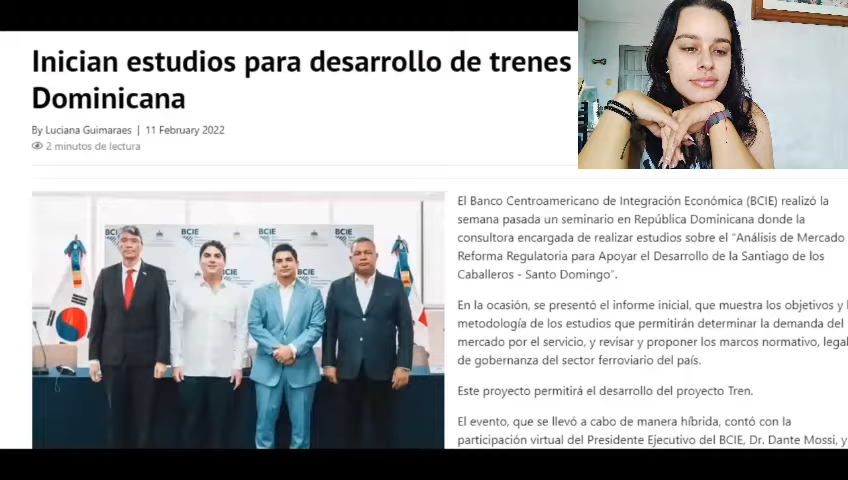 Inician estudios para desarrollo de trenes
Dominicana
By Luciana Guimaraes | 11 February 2022
2 minutos de lectura
BCIE
BCIE
BCIE
BCIE
BCIE
El Banco Centroamericano de Integración Económica (BCIE) realizó la
semana pasada un seminario en República Dominicana donde la
consultora encargada de realizar estudios sobre el "Análisis de Mercado
Reforma Regulatoria para Apoyar el Desarrollo de la Santiago de los
Caballeros - Santo Domingo".
En la ocasión, se presentó el informe inicial, que muestra los objetivos y
metodología de los estudios que permitirán determinar la demanda del
mercado por el servicio, y revisar y proponer los marcos normativo, legal
de gobernanza del sector ferroviario del país.
Este proyecto permitirá el desarrollo del proyecto Tren.
El evento, que se llevó a cabo de manera híbrida, contó con la
participación virtual del Presidente Ejecutivo del BCIE, Dr. Dante Mossi, y